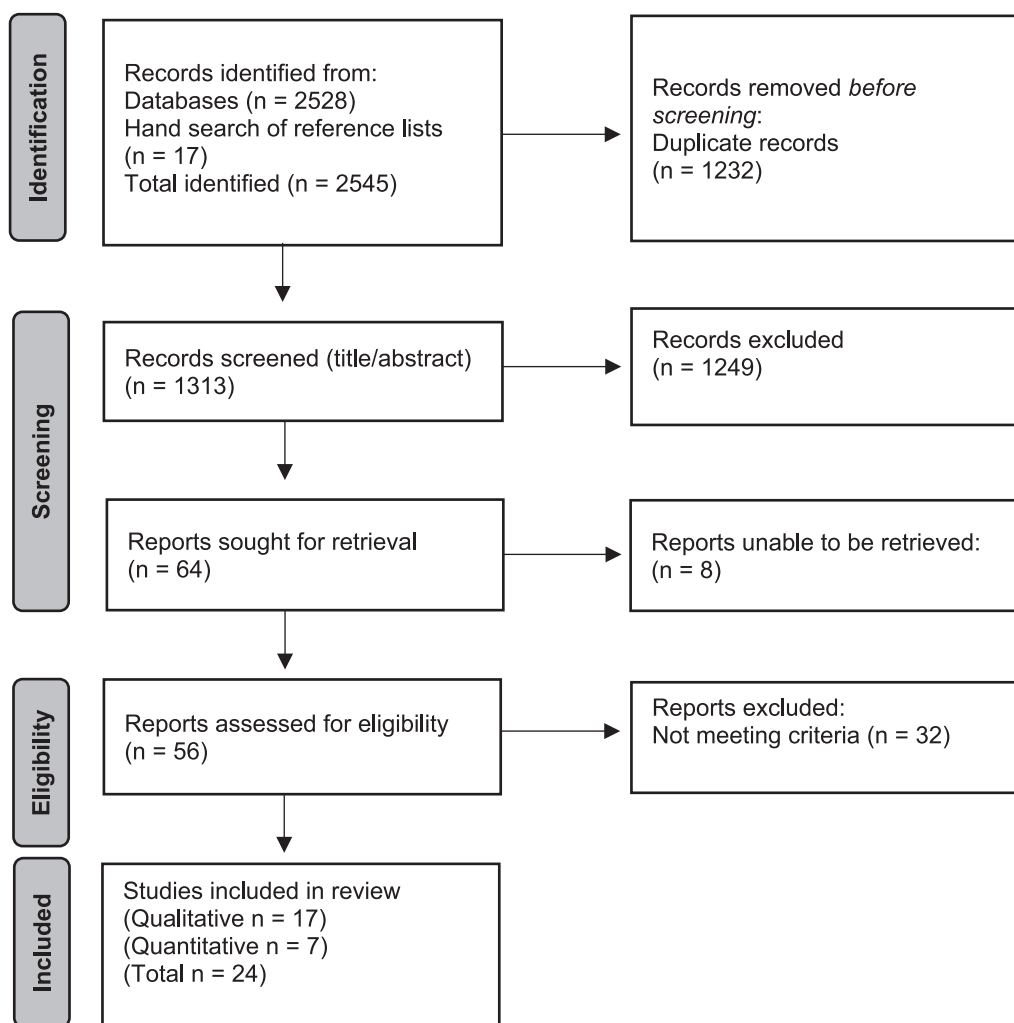 Identification
Records identified from:
Databases (n = 2528)
Hand search of reference lists
(n = 17)
Total identified (n = 2545)
Records removed before
screening:
Duplicate records
(n = 1232)
Screening
Records screened (title/abstract)
(n = 1313)
Records excluded
(n = 1249)
Reports sought for retrieval
(n = 64)
Reports unable to be retrieved:
(n = 8)
Eligibility
Reports assessed for eligibility
(n = 56)
Reports excluded:
Not meeting criteria (n = 32)
Included
Studies included in review
(Qualitative n = 17)
(Quantitative n = 7)
(Total n = 24)